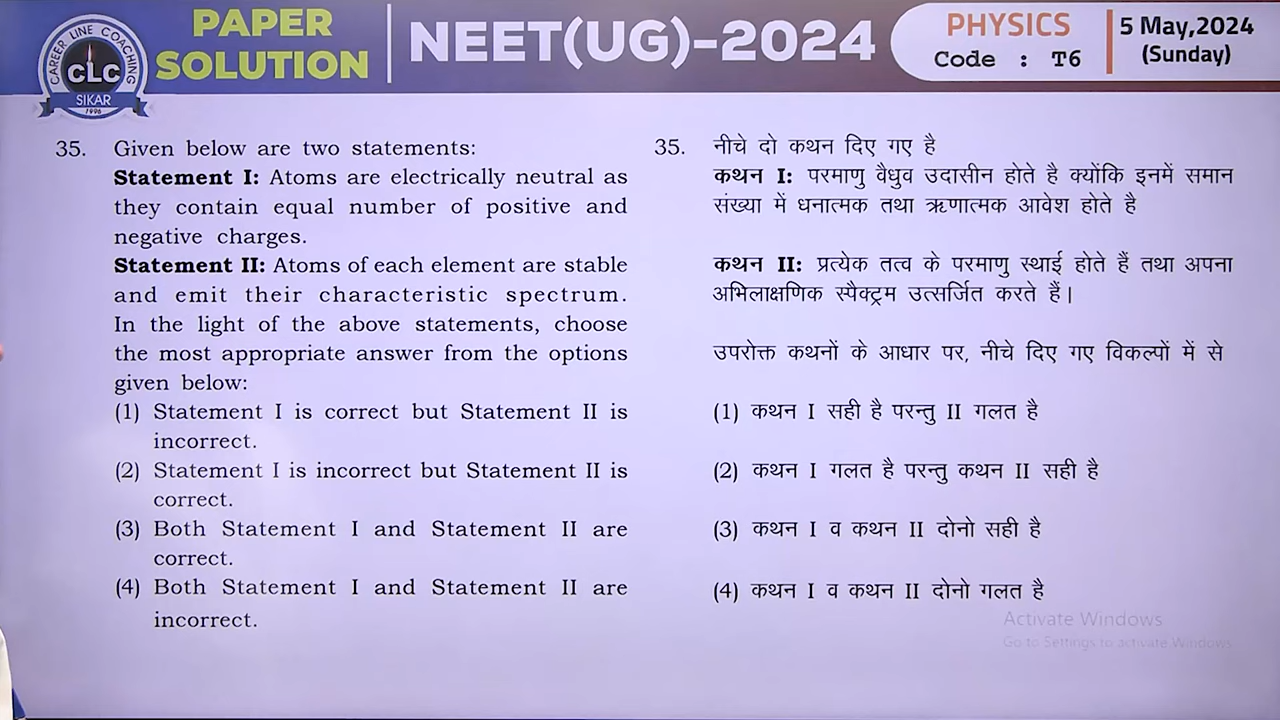 PAPER
SOLUTION
NEET(UG)-2024
PHYSICS
Code : T6
5 May,2024
(Sunday)
CAREER LINE COACHING
CLC
SIKAR
1996
35. Given below are two statements:
Statement I: Atoms are electrically neutral as
they contain equal number of positive and
negative charges.
Statement II: Atoms of each element are stable
and emit their characteristic spectrum.
In the light of the above statements, choose
the most appropriate answer from the options
given below:
(1) Statement I is correct but Statement II is
incorrect.
(2) Statement I is incorrect but Statement II is
correct.
(3) Both Statement I and Statement II are
correct.
(4) Both Statement I and Statement II are
incorrect.
35. नीचे दो कथन दिए गए है
कथन I: परमाणु वैधुव उदासीन होते है क्योंकि इनमें समान
संख्या में धनात्मक तथा ऋणात्मक आवेश होते है
कथन II: प्रत्येक तत्व के परमाणु स्थाई होते हैं तथा अपना
अभिलाक्षणिक स्पैक्ट्रम उत्सर्जित करते हैं।
उपरोक्त कथनों के आधार पर, नीचे दिए गए विकल्पों में से
(1) कथन I सही है परन्तु II गलत है
(2) कथन I गलत है परन्तु कथन II सही है
(3) कथन I व कथन II दोनो सही है
(4) कथन I व कथन II दोनो गलत है
Activate Windows
Go to Settings to activate Windows.